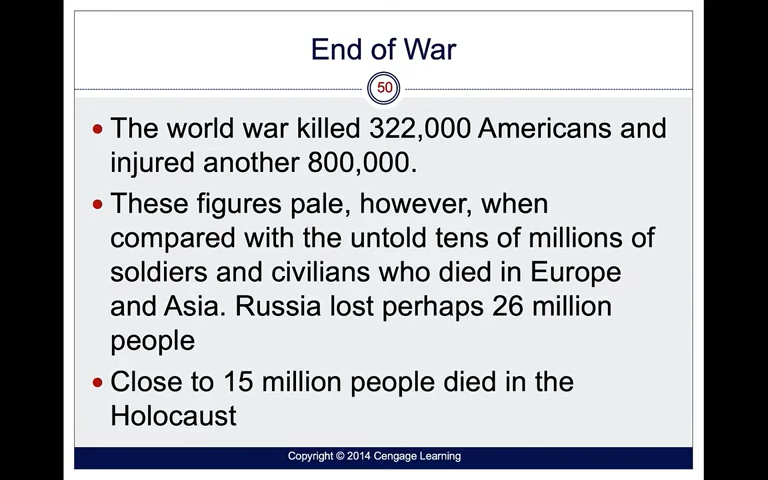 End of War
50
• The world war killed 322,000 Americans and
injured another 800,000.
• These figures pale, however, when
compared with the untold tens of millions of
soldiers and civilians who died in Europe
and Asia. Russia lost perhaps 26 million
people
• Close to 15 million people died in the
Holocaust
Copyright © 2014 Cengage Learning